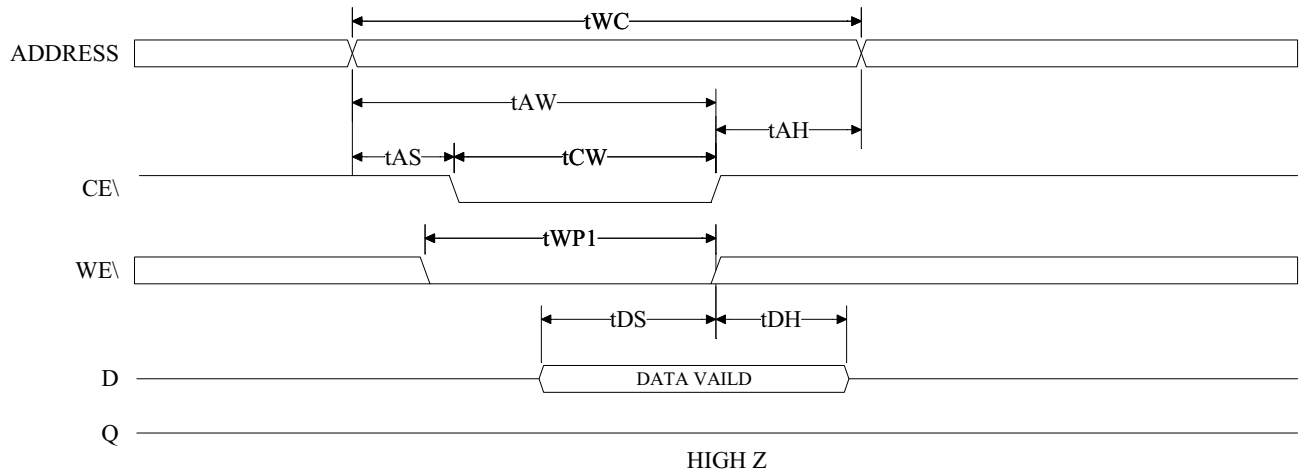 tWC
ADDRESS
tAW
tAH
tAS
tCW
CE\
tWP1
WE\
tDS
tDH
D
DATA VAILD
Q
HIGH Z